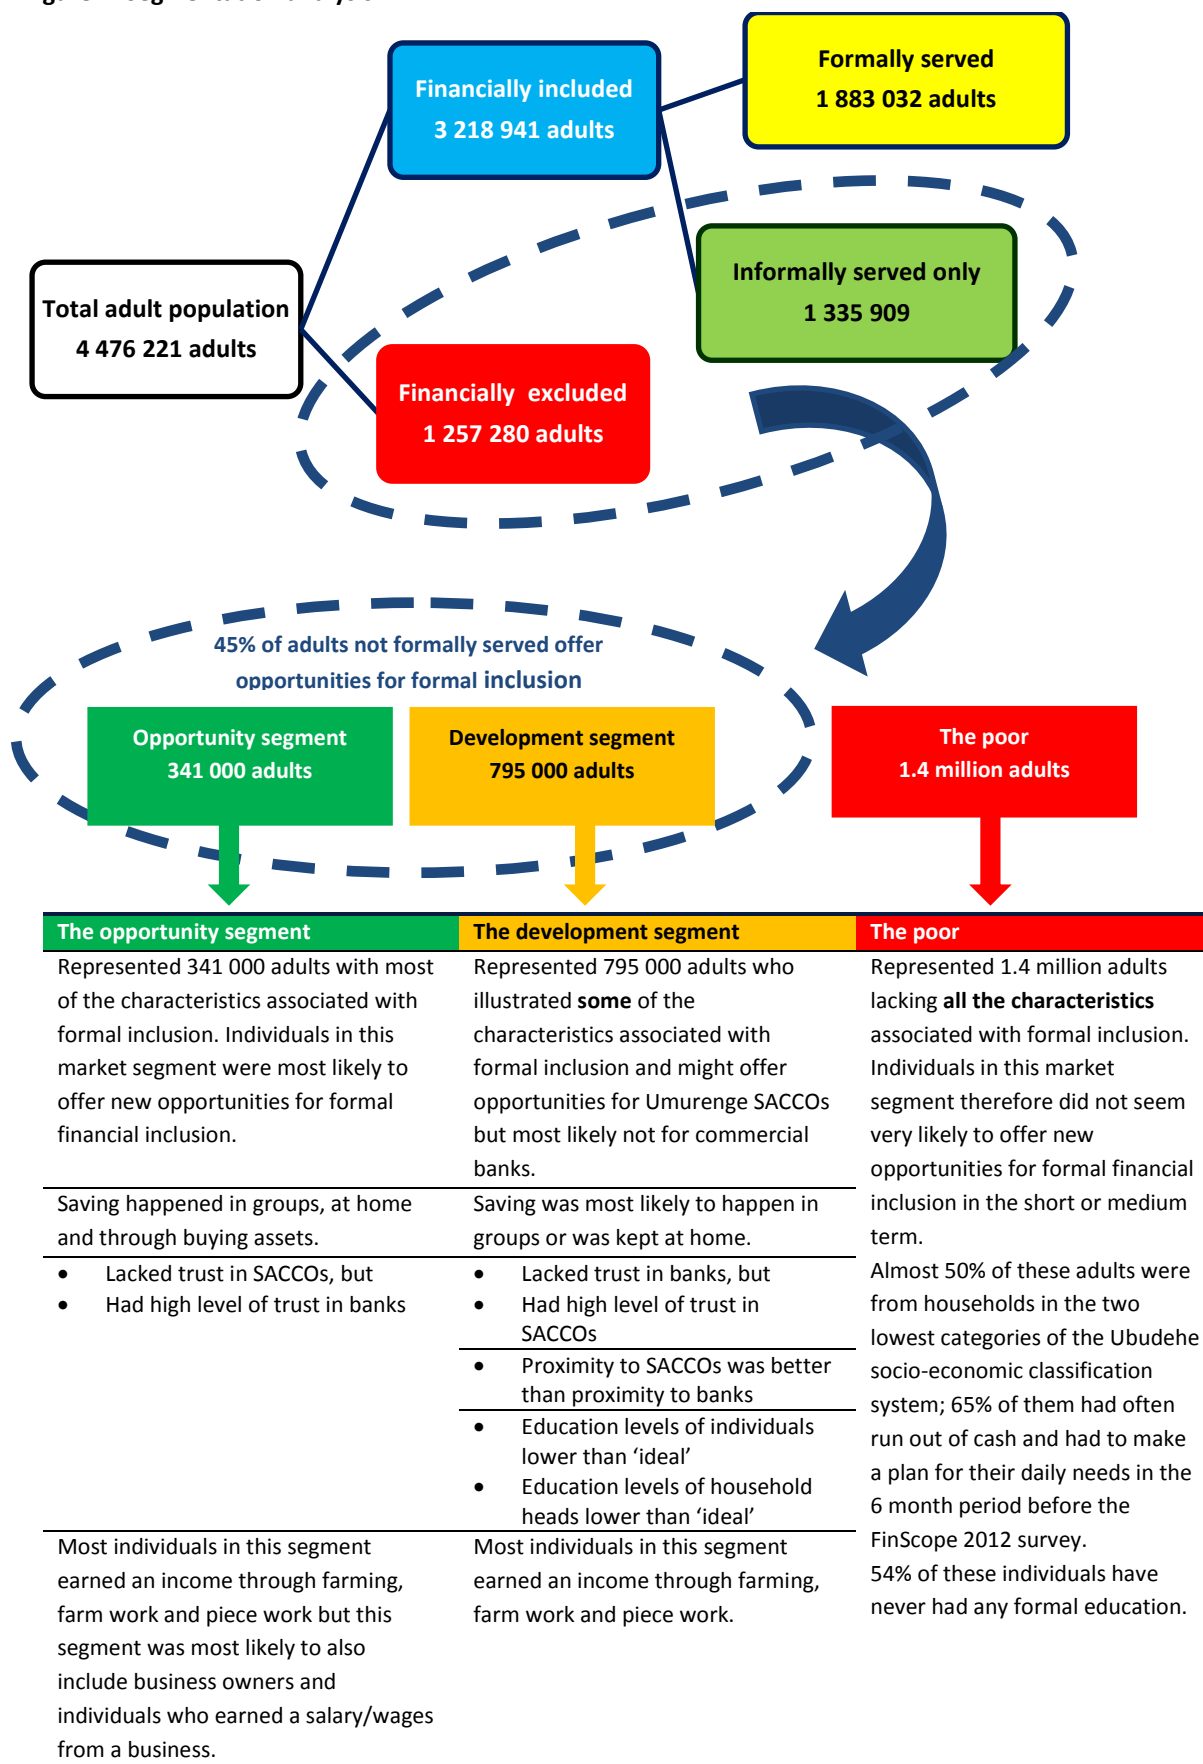 Formally served
1 883 032 adults
Financially included
3 218 941 adults
Informally served only
1 335 909
Total adult population
4 476 221 adults
Financially excluded
1 257 280 adults
45% of adults not formally served offer
opportunities for formal inclusion
Opportunity segment
341 000 adults
Development segment
795 000 adults
The poor
1.4 million adults
The opportunity segment
Represented 341 000 adults with most
of the characteristics associated with
formal inclusion. Individuals in this
market segment were most likely to
offer new opportunities for formal
financial inclusion.
Saving happened in groups, at home
and through buying assets.
• Lacked trust in SACCOs, but
• Had high level of trust in banks
Most individuals in this segment
earned an income through farming,
farm work and piece work but this
segment was most likely to also
include business owners and
individuals who earned a salary/wages
from a business.
The development segment
Represented 795 000 adults who
illustrated some of the
characteristics associated with
formal inclusion and might offer
opportunities for Umurenge SACCOs
but most likely not for commercial
banks.
Saving was most likely to happen in
groups or was kept at home.
• Lacked trust in banks, but
• Had high level of trust in
SACCOs
• Proximity to SACCOs was better
than proximity to banks
• Education levels of individuals
lower than ‘ideal’
• Education levels of household
heads lower than ‘ideal’
Most individuals in this segment
earned an income through farming,
farm work and piece work.
The poor
Represented 1.4 million adults
lacking all the characteristics
associated with formal inclusion.
Individuals in this market
segment therefore did not seem
very likely to offer new
opportunities for formal financial
inclusion in the short or medium
term.
Almost 50% of these adults were
from households in the two
lowest categories of the Ubudehe
socio-economic classification
system; 65% of them had often
run out of cash and had to make
a plan for their daily needs in the
6 month period before the
FinScope 2012 survey.
54% of these individuals have
never had any formal education.